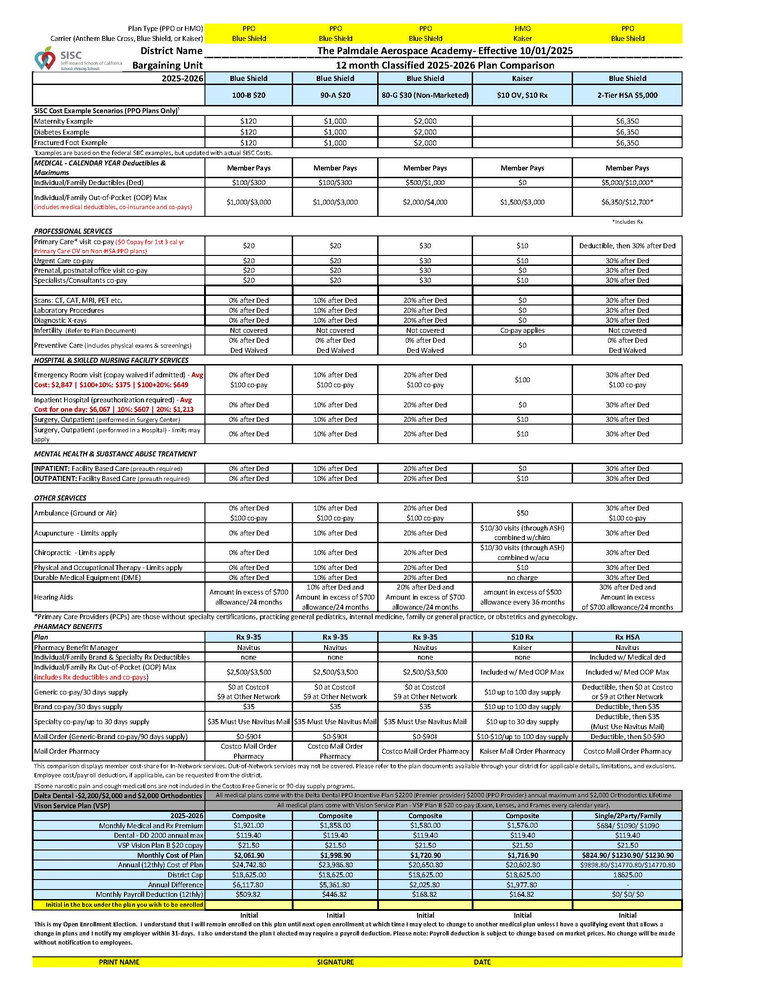 Plan Type (PPO or HMO) PPO PPO PPO HMO PPO
Carrier (Anthem Blue Cross, Blue Shield, or Kaiser) Blue Shield Blue Shield Blue Shield Kaiser Blue Shield
SISC
Self-Insured Schools of California
Schools Helping Schools
District Name The Palmdale Aerospace Academy- Effective 10/01/2025
Bargaining Unit 12 month Classified 2025-2026 Plan Comparison
2025-2026 Blue Shield Blue Shield Blue Shield Kaiser Blue Shield
100-B $20 90-A $20 80-G $30 (Non-Marketed) $10 OV, $10 Rx 2-Tier HSA $5,000
SISC Cost Example Scenarios (PPO Plans Only)¹
Maternity Example $120 $1,000 $2,000 $6,350
Diabetes Example $120 $1,000 $2,000 $6,350
Fractured Foot Example $120 $1,000 $2,000 $6,350
¹Examples are based on the federal SBC examples, but updated with actual SISC Costs.
MEDICAL - CALENDAR YEAR Deductibles &
Maximums Member Pays Member Pays Member Pays Member Pays Member Pays
Individual/Family Deductibles (Ded) $100/$300 $100/$300 $500/$1,000 $0 $5,000/$10,000*
Individual/Family Out-of-Pocket (OOP) Max
(includes medical deductibles, co-insurance and co-pays) $1,000/$3,000 $1,000/$3,000 $2,000/$4,000 $1,500/$3,000 $6,350/$12,700*
*Includes Rx
PROFESSIONAL SERVICES
Primary Care* visit co-pay ($0 Copay for 1st 3 cal yr
Primary Care OV on Non-HSA PPO plans) $20 $20 $30 $10 Deductible, then 30% after Ded
Urgent Care co-pay $20 $20 $30 $10 30% after Ded
Prenatal, postnatal office visit co-pay $20 $20 $30 $0 30% after Ded
Specialists/Consultants co-pay $20 $20 $30 $10 30% after Ded
Scans: CT, CAT, MRI, PET etc. 0% after Ded 10% after Ded 20% after Ded $0 30% after Ded
Laboratory Procedures 0% after Ded 10% after Ded 20% after Ded $0 30% after Ded
Diagnostic X-rays 0% after Ded 10% after Ded 20% after Ded $0 30% after Ded
Infertility (Refer to Plan Document) Not covered Not covered Not covered Co-pay applies Not covered
Preventive Care (includes physical exams & screenings) 0% after Ded 0% after Ded 0% after Ded $0 0% after Ded
Ded Waived Ded Waived Ded Waived Ded Waived
HOSPITAL & SKILLED NURSING FACILITY SERVICES
Emergency Room visit (copay waived if admitted) - Avg 0% after Ded 10% after Ded 20% after Ded $100 30% after Ded
Cost: $2,847 | $100+10%: $375 | $100+20%: $649 $100 co-pay $100 co-pay $100 co-pay $100 co-pay
Inpatient Hospital (preauthorization required) - Avg
Cost for one day: $6,067 | 10%: $607 | 20%: $1,213 0% after Ded 10% after Ded 20% after Ded $0 30% after Ded
Surgery, Outpatient (performed in Surgery Center) 0% after Ded 10% after Ded 20% after Ded $10 30% after Ded
Surgery, Outpatient (performed in a Hospital) - limits may
apply 0% after Ded 10% after Ded 20% after Ded $10 30% after Ded
MENTAL HEALTH & SUBSTANCE ABUSE TREATMENT
INPATIENT: Facility Based Care (preauth required) 0% after Ded 10% after Ded 20% after Ded $0 30% after Ded
OUTPATIENT: Facility Based Care (preauth required) 0% after Ded 10% after Ded 20% after Ded $10 30% after Ded
OTHER SERVICES
Ambulance (Ground or Air) 0% after Ded 10% after Ded 20% after Ded $50 30% after Ded
$100 co-pay $100 co-pay $100 co-pay $100 co-pay
Acupuncture - Limits apply 0% after Ded 10% after Ded 20% after Ded $10/30 visits (through ASH) 30% after Ded
combined w/chiro
Chiropractic - Limits apply 0% after Ded 10% after Ded 20% after Ded $10/30 visits (through ASH) 30% after Ded
combined w/acu
Physical and Occupational Therapy - Limits apply 0% after Ded 10% after Ded 20% after Ded $10 30% after Ded
Durable Medical Equipment (DME) 0% after Ded 10% after Ded 20% after Ded no charge 30% after Ded
Hearing Aids Amount in excess of $700 10% after Ded and 20% after Ded and amount in excess of $500 30% after Ded and
allowance/24 months Amount in excess of $700 Amount in excess of $700 allowance every 36 months Amount in excess
allowance/24 months allowance/24 months of $700 allowance/24 months
*Primary Care Providers (PCPs) are those without specialty certifications, practicing general pediatrics, internal medicine, family or general practice, or obstetrics and gynecology.
PHARMACY BENEFITS
Plan Rx 9-35 Rx 9-35 Rx 9-35 $10 Rx Rx HSA
Pharmacy Benefit Manager Navitus Navitus Navitus Kaiser Navitus
Individual/Family Brand & Specialty Rx Deductibles none none none none Included w/ Medical ded
Individual/Family Rx Out-of-Pocket (OOP) Max
(includes Rx deductibles and co-pays) $2,500/$3,500 $2,500/$3,500 $2,500/$3,500 Included w/ Med OOP Max Included w/ Med OOP Max
Generic co-pay/30 days supply $0 at Costco‡ $0 at Costco‡ $0 at Costco‡ $10 up to 100 day supply Deductible, then $0 at Costco
$9 at Other Network $9 at Other Network $9 at Other Network or $9 at Other Network
Brand co-pay/30 days supply $35 $35 $35 $10 up to 100 day supply Deductible, then $35
Specialty co-pay/up to 30 days supply $35 Must Use Navitus Mail $35 Must Use Navitus Mail $35 Must Use Navitus Mail $10 up to 30 day supply Deductible, then $35
(Must Use Navitus Mail)
Mail Order (Generic-Brand co-pay/90 days supply) $0-$90‡ $0-$90‡ $0-$90‡ $10-$10/up to 100 day supply Deductible, then $0-$90
Mail Order Pharmacy Costco Mail Order Costco Mail Order Costco Mail Order Pharmacy Kaiser Mail Order Pharmacy Costco Mail Order Pharmacy
Pharmacy Pharmacy
This comparison displays member cost-share for In-Network services. Out-of-Network services may not be covered. Please refer to the plan documents available through your district for applicable details, limitations, and exclusions.
Employee cost/payroll deduction, if applicable, can be requested from the district.
‡Some narcotic pain and cough medications are not included in the Costco Free Generic or 90-day supply programs.
Delta Dental -$2,200/$2,000 and $2,000 Orthodontics All medical plans come with the Delta Dental PPO Incentive Plan $2200 (Premier provider) $2000 (PPO Provider) annual maximum and $2,000 Orthodontics Lifetime
Vison Service Plan (VSP) All medical plans come with Vision Service Plan - VSP Plan B $20 co-pay (Exam, Lenses, and Frames every calendar year).
2025-2026 Composite Composite Composite Composite Single/2Party/Family
Monthly Medical and Rx Premium $1,921.00 $1,858.00 $1,580.00 $1,576.00 $684/ $1090/ $1090
Dental - DD 2000 annual max $119.40 $119.40 $119.40 $119.40 $119.40
VSP Vision Plan B $20 copay $21.50 $21.50 $21.50 $21.50 $21.50
Monthly Cost of Plan $2,061.90 $1,998.90 $1,720.90 $1,716.90 $824.90/ $1230.90/ $1230.90
Annual (12thly) Cost of Plan $24,742.80 $23,986.80 $20,650.80 $20,602.80 $9898.80/$14770.80/$14770.80
District Cap $18,625.00 $18,625.00 $18,625.00 $18,625.00 18625.00
Annual Difference $6,117.80 $5,361.80 $2,025.80 $1,977.80 -
Monthly Payroll Deduction (12thly) $509.82 $446.82 $168.82 $164.82 $0/ $0/ $0
Initial in the box under the plan you wish to be enrolled
Initial Initial Initial Initial Initial
This is my Open Enrollment Election. I understand that I will remain enrolled on this plan until next open enrollment at which time I may elect to change to another medical plan unless I have a qualifying event that allows a
change in plans and I notify my employer within 31-days. I also understand the plan I elected may require a payroll deduction. Please note: Payroll deduction is subject to change based on market prices. No change will be made
without notification to employees.
PRINT NAME SIGNATURE DATE